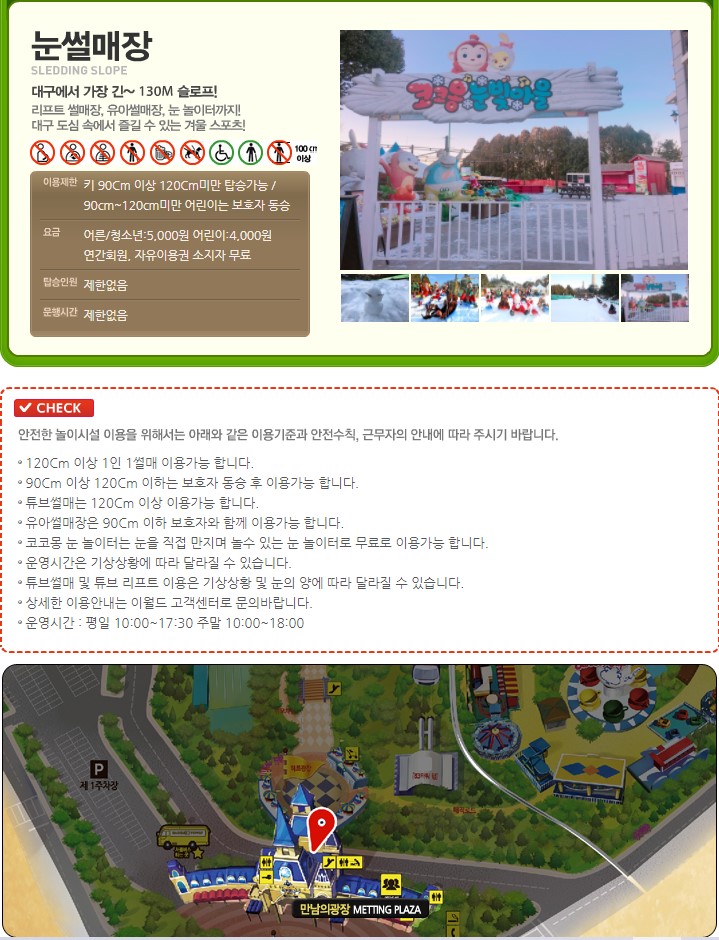 눈썰매장
SLEDDING SLOPE
대구에서 가장 긴~ 130M 슬로프!
리프트 썰매장, 유아썰매장, 눈 놀이터까지!
대구 도심 속에서 즐길 수 있는 겨울 스포츠!
100 cm
이상
이용제한 키 90Cm 이상 120Cm미만 탑승가능 /
90cm~120cm미만 어린이는 보호자 동승
요금 어른/청소년:5,000원 어린이:4,000원
연간회원, 자유이용권 소지자 무료
탑승인원 제한없음
운행시간 제한없음
코코몽 눈빛마을
CHECK
안전한 놀이시설 이용을 위해서는 아래와 같은 이용기준과 안전수칙, 근무자의 안내에 따라 주시기 바랍니다.
120Cm 이상 1인 1썰매 이용가능 합니다.
90Cm 이상 120Cm 이하는 보호자 동승 후 이용가능 합니다.
튜브썰매는 120Cm 이상 이용가능 합니다.
유아썰매장은 90Cm 이하 보호자와 함께 이용가능 합니다.
코코몽 눈 놀이터는 눈을 직접 만지며 놀수 있는 눈 놀이터로 무료로 이용가능 합니다.
운영시간은 기상상황에 따라 달라질 수 있습니다.
튜브썰매 및 튜브 리프트 이용은 기상상황 및 눈의 양에 따라 달라질 수 있습니다.
상세한 이용안내는 이월드 고객센터로 문의바랍니다.
운영시간 : 평일 10:00~17:30 주말 10:00~18:00
P
제 1주차장
만남의광장 METTING PLAZA